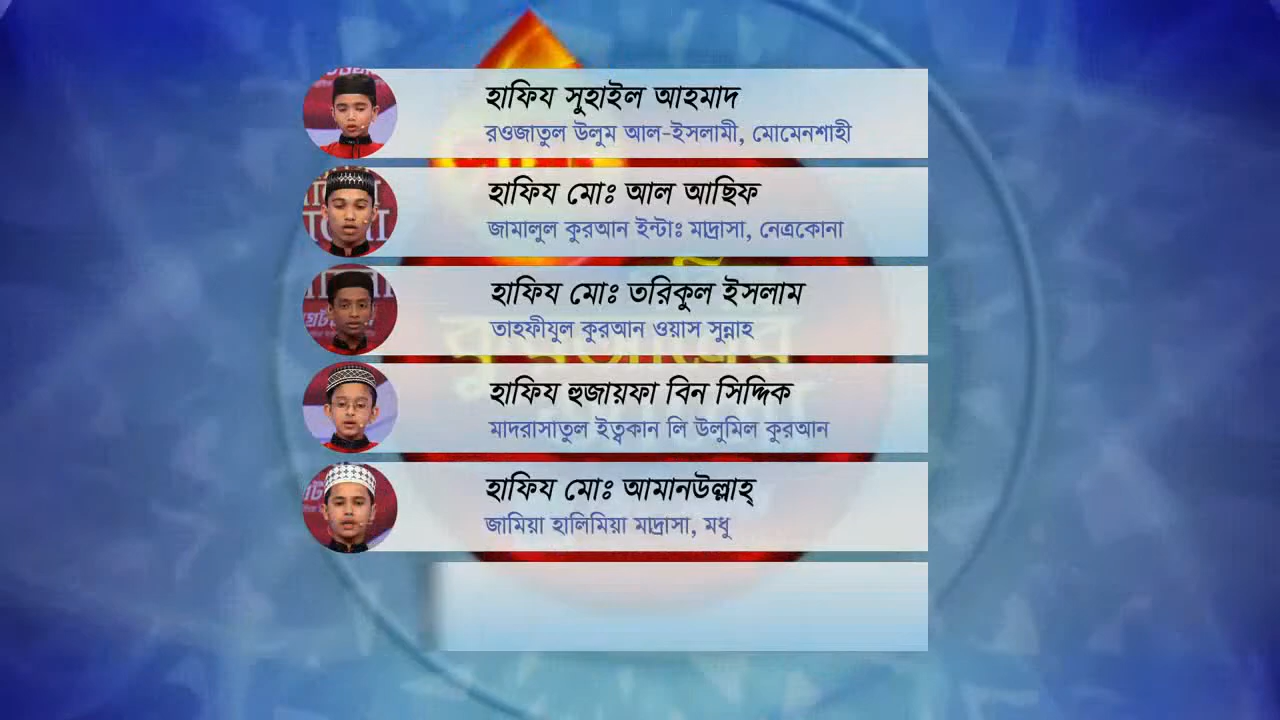 হাফিয সুহাইল আহমাদ
রওজাতুল উলুম আল-ইসলামী, মোমেনশাহী
হাফিয মোঃ আল আছিফ
জামালুল কুরআন ইন্টাঃ মাদ্রাসা, নেত্রকোনা
হাফিয মোঃ তরিকুল ইসলাম
তাহফীযুল কুরআন ওয়াস সুন্নাহ
হাফিয হুজায়ফা বিন সিদ্দিক
মাদরাসাতুল ইত্বকান লি উলুমিল কুরআন
হাফিয মোঃ আমানউল্লাহ্
জামিয়া হালিমিয়া মাদ্রাসা, মধু